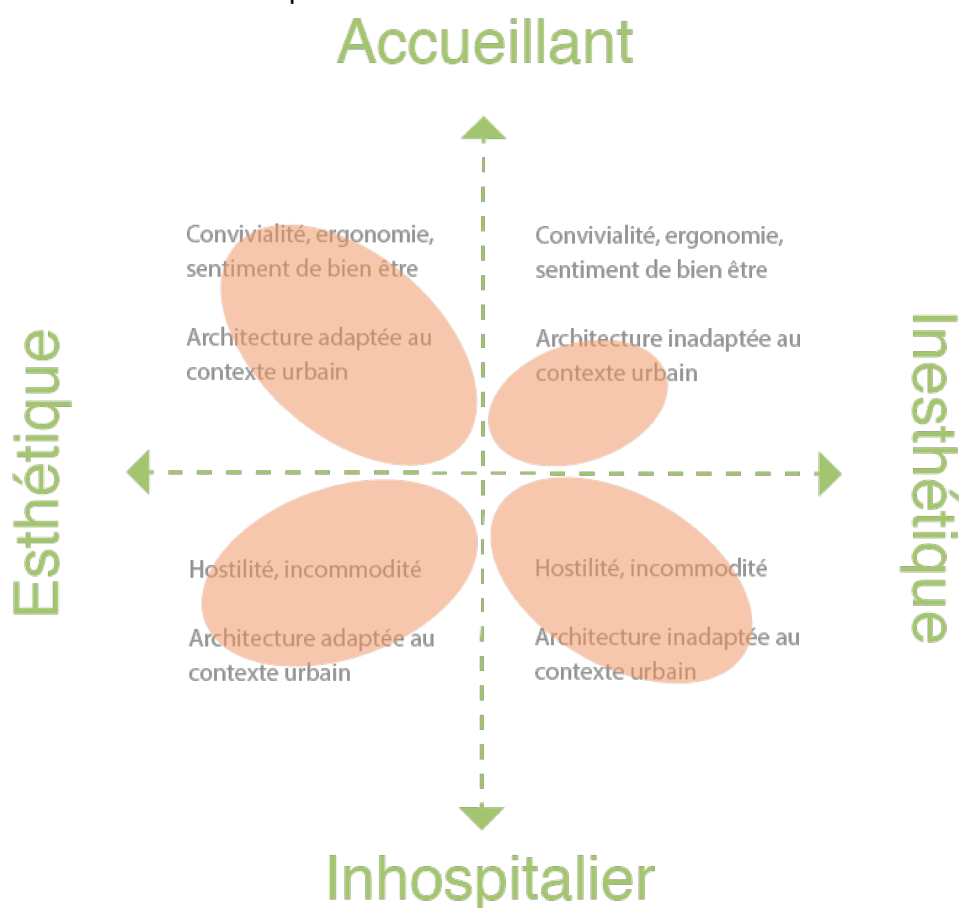 Accueillant
Convivialité, ergonomie,
sentiment de bien être
Architecture adaptée au
contexte urbain
Convivialité, ergonomie,
sentiment de bien être
Architecture inadaptée au
contexte urbain
Esthétique
Inesthétique
Hostilité, incommodité
Architecture adaptée au
contexte urbain
Hostilité, incommodité
Architecture inadaptée au
contexte urbain
Inhospitalier